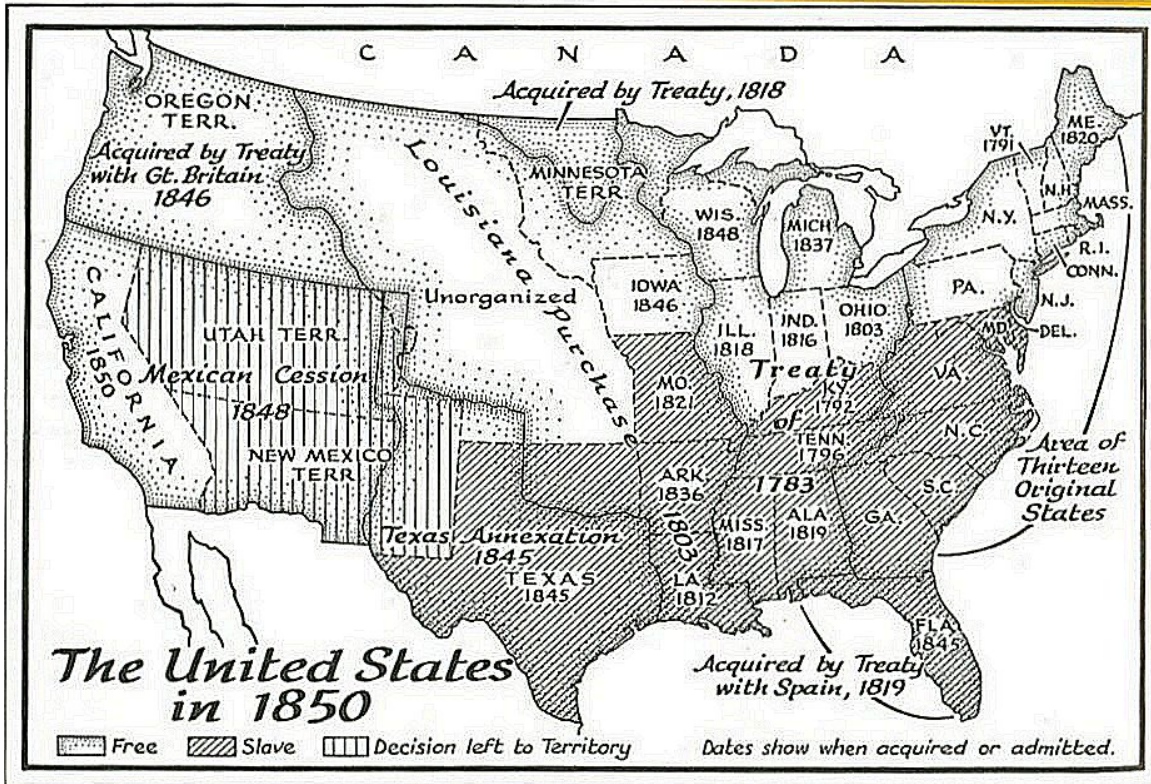 CANADA
Acquired by Treaty, 1818
OREGON
TERR.
Acquired by Treaty
with Gt. Britain
1846
Louisiana Purchase
1803
MINNESOTA
TERR.
VT.
1791
ME.
1820
N.H.
MASS.
N.Y.
R.I.
CONN.
WIS.
1848
MICH
1837
PA.
N.J.
CALIFORNIA
1850
Unorganized
IOWA
1846
ILL.
1818
IND.
1816
OHIO
1803
MD.
DEL.
UTAH TERR.
Mexican Cession
1848
NEW MEXICO
TERR
MO.
1821
Treaty
of
1783
KY.
1792
VA.
TENN.
1796
N.C.
Area of
Thirteen
Original
States
ARK.
1836
S.C.
MISS.
1817
ALA
1819
GA.
Texas Annexation
1845
TEXAS
1845
LA.
1812
FLA
1845
Acquired by Treaty
with Spain, 1819
The United States
in 1850
Free Slave Decision left to Territory Dates show when acquired or admitted.